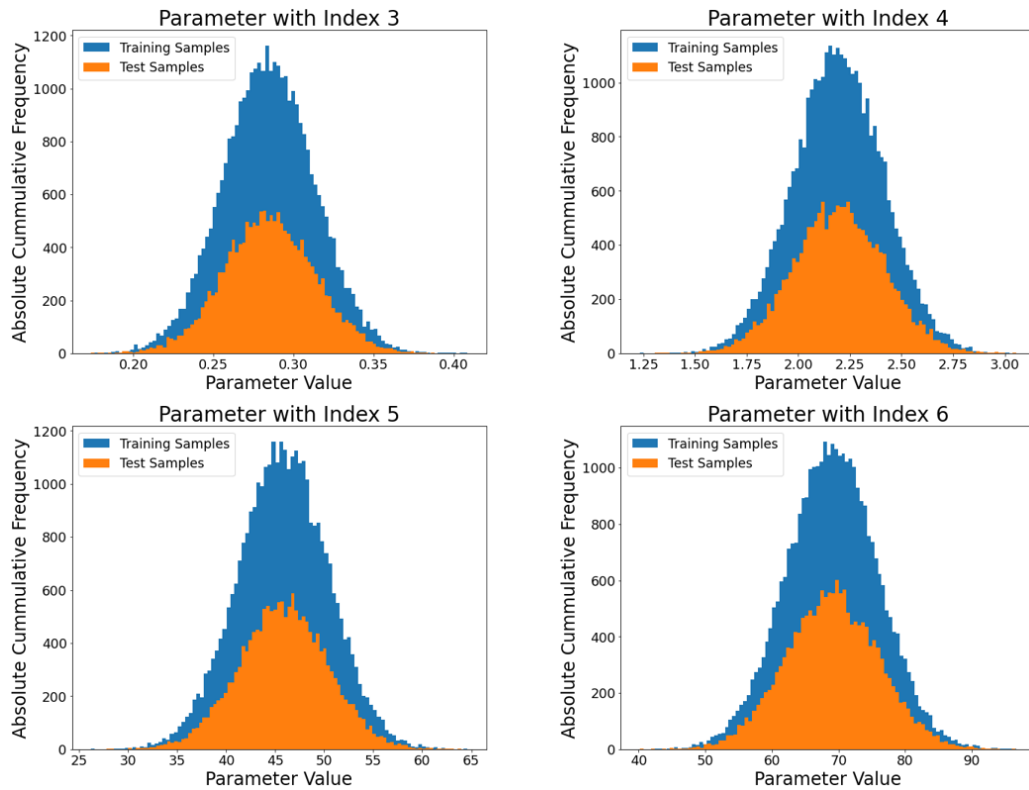 Parameter with Index 3
Absolute Cummulative Frequency
1200
1000
800
600
400
200
0
Training Samples
Test Samples
0.20 0.25 0.30 0.35 0.40
Parameter Value
Parameter with Index 4
Absolute Cummulative Frequency
1000
800
600
400
200
0
Training Samples
Test Samples
1.25 1.50 1.75 2.00 2.25 2.50 2.75 3.00
Parameter Value
Parameter with Index 5
Absolute Cummulative Frequency
1200
1000
800
600
400
200
0
Training Samples
Test Samples
25 30 35 40 45 50 55 60 65
Parameter Value
Parameter with Index 6
Absolute Cummulative Frequency
1000
800
600
400
200
0
Training Samples
Test Samples
40 50 60 70 80 90
Parameter Value